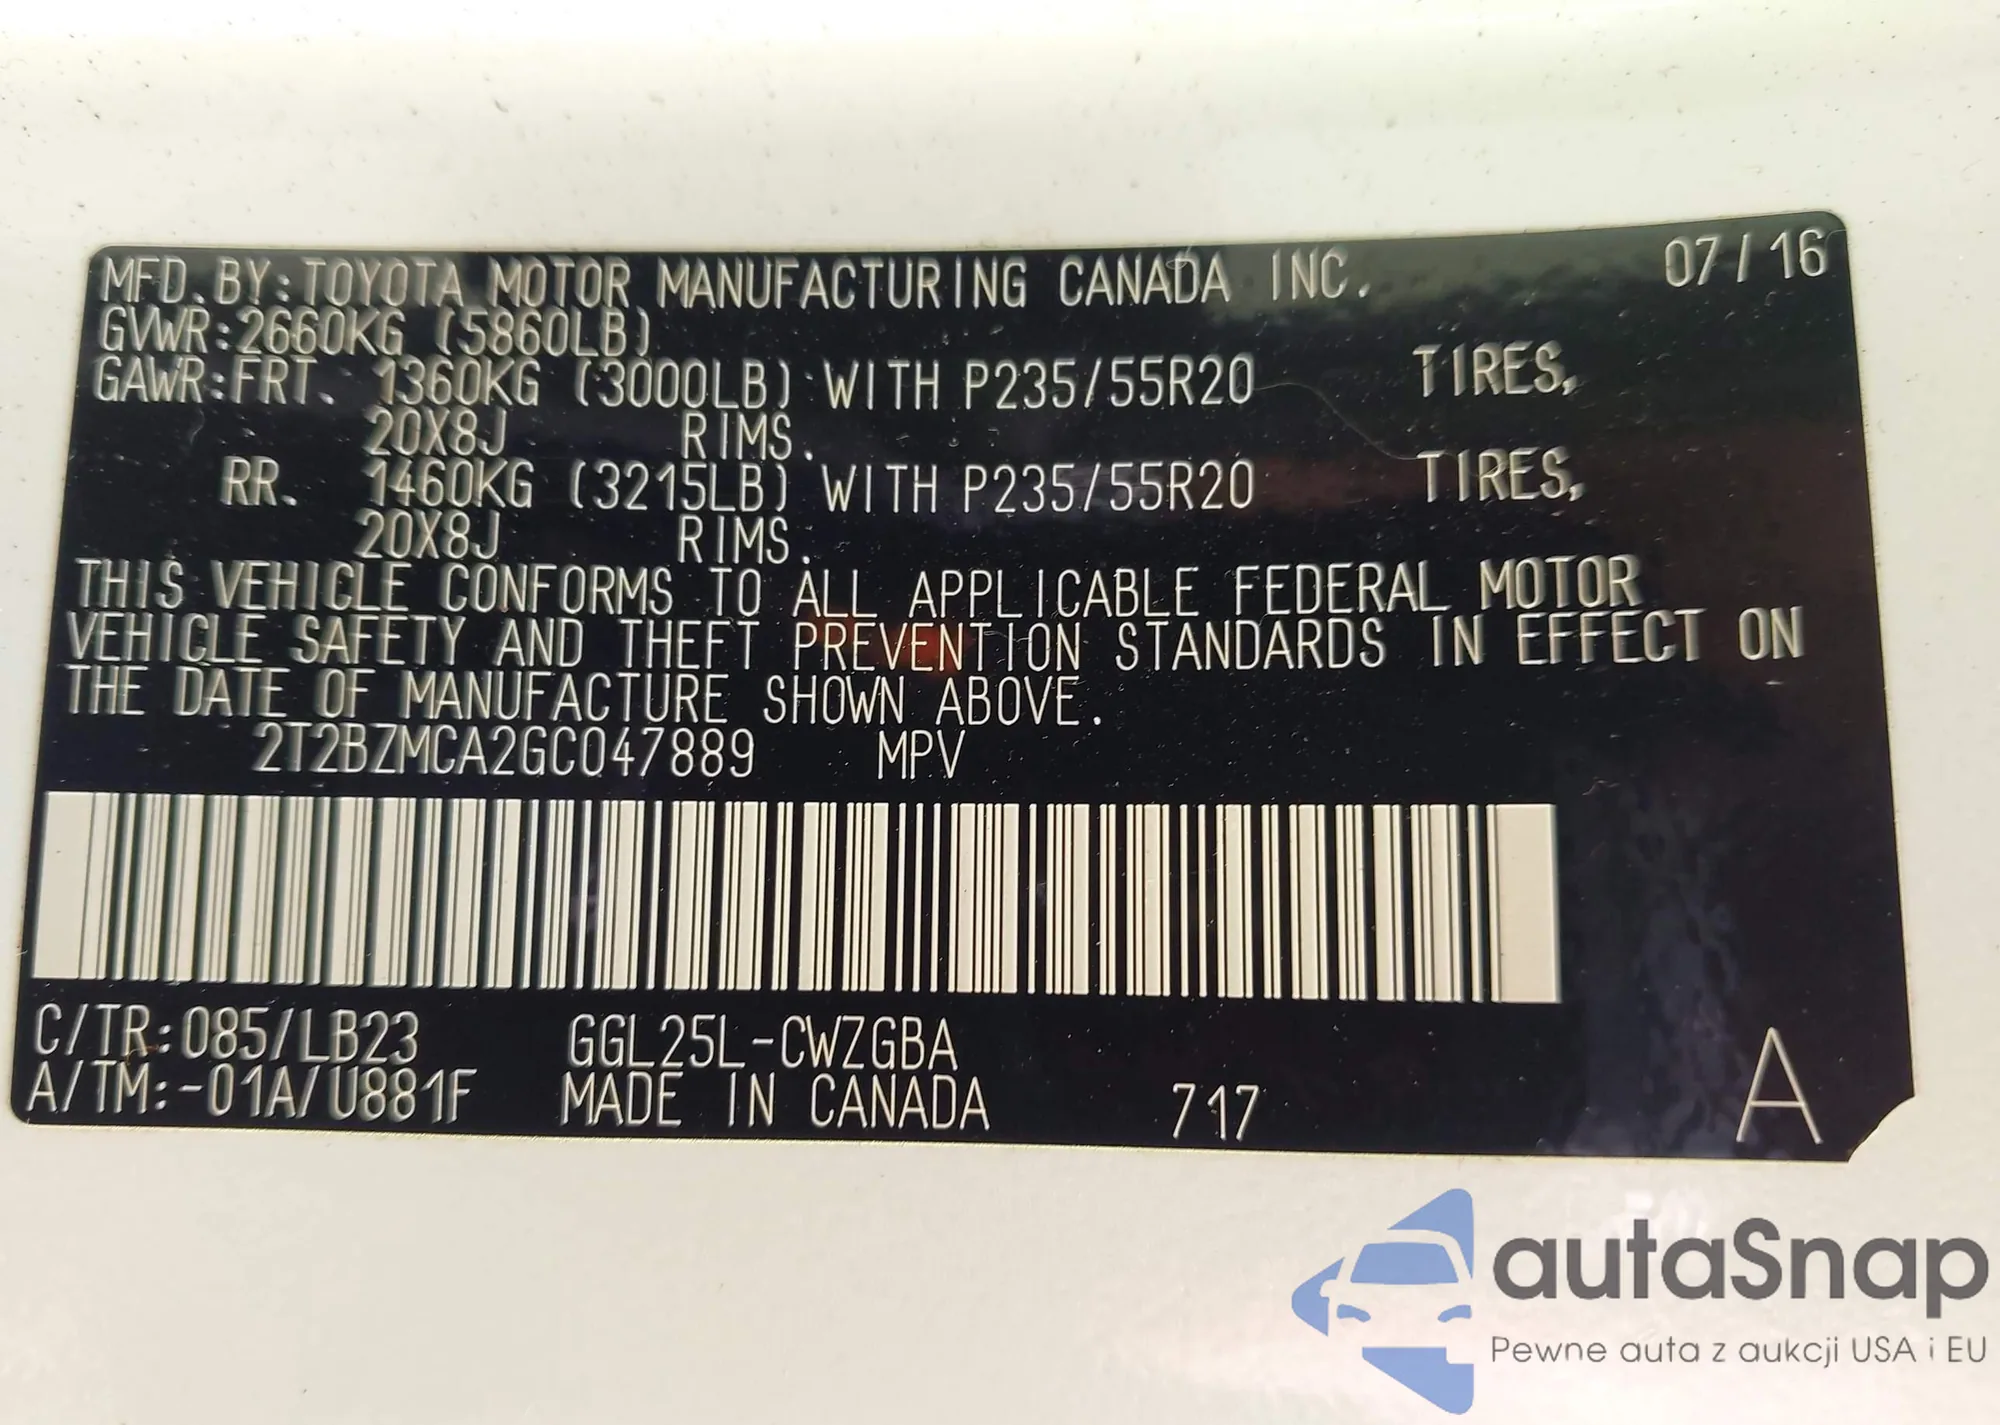 MFD. BY: TOYOTA MOTOR MANUFACTURING CANADA INC. 07/16
GVWR: 2660KG (5860LB)
GAWR: FRT. 1360KG (3000LB) WITH P235/55R20 TIRES,
20X8J RIMS.
RR. 1460KG (3215LB) WITH P235/55R20 TIRES,
20X8J RIMS.
THIS VEHICLE CONFORMS TO ALL APPLICABLE FEDERAL MOTOR
VEHICLE SAFETY AND THEFT PREVENTION STANDARDS IN EFFECT ON
THE DATE OF MANUFACTURE SHOWN ABOVE.
2T2BZMCA2GC047889 MPV
C/TR: 085/LB23 GGL25L-CWZGBA
A/TM: -01A/U881F MADE IN CANADA 717 A
autaSnap
Pewne auta z aukcji USA i EU